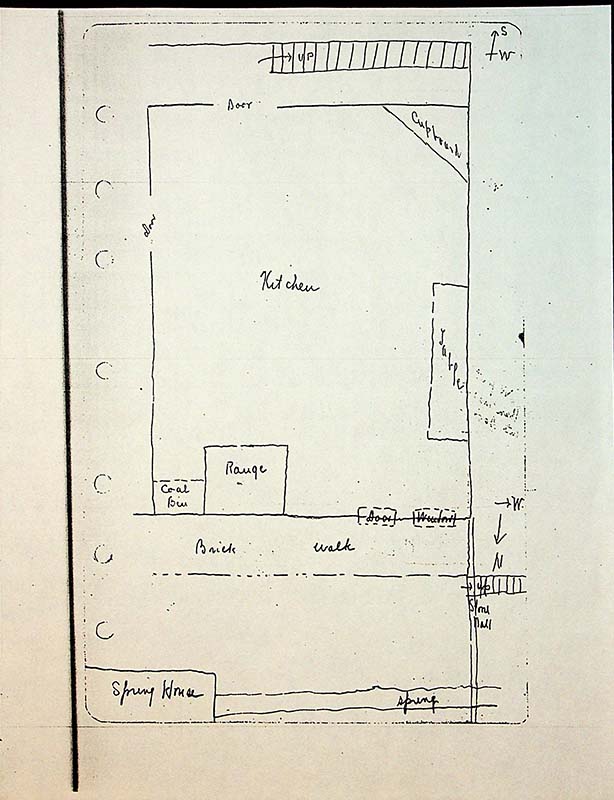 S
W
UP
Door
Cupboard
Door
Kitchen
Table
Range
Coal
Bin
Door
Window
W
N
Brick walk
UP
Stone
Wall
Spring House
spring